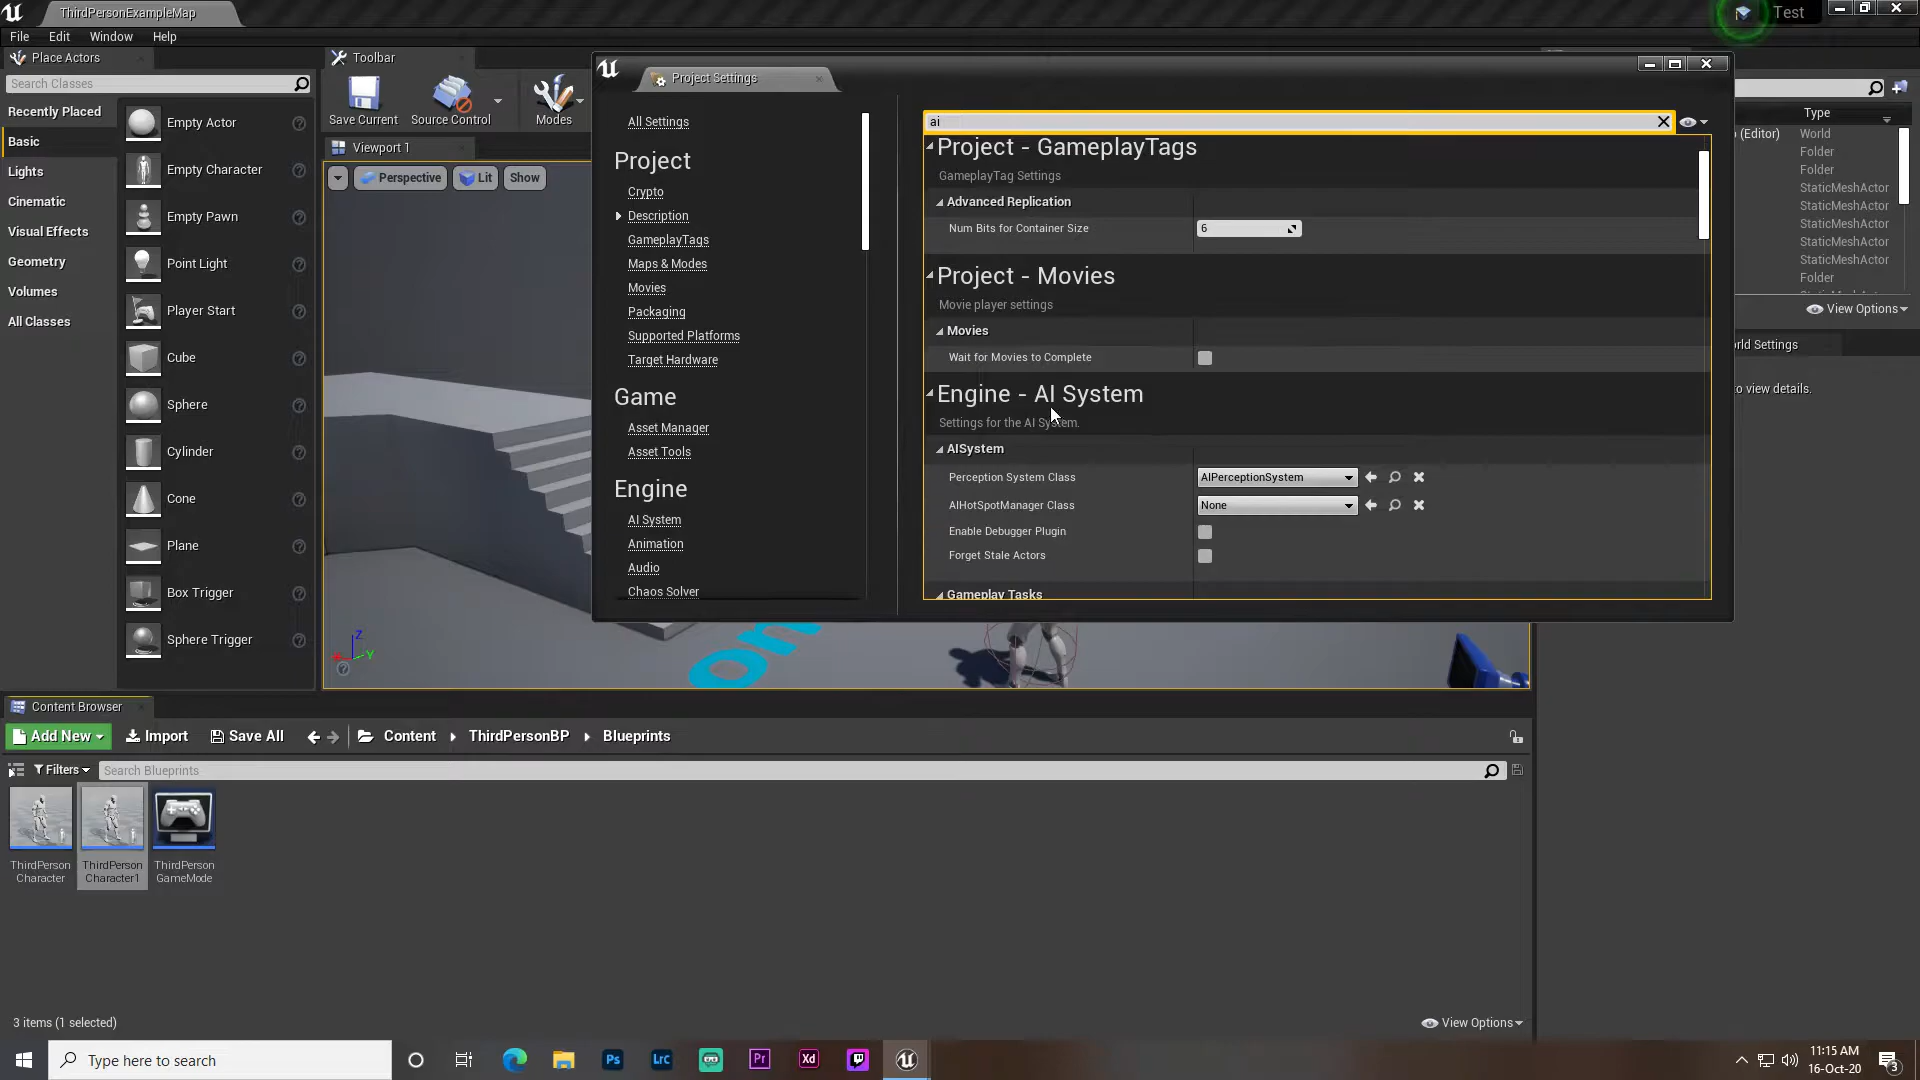 ThirdPersonExampleMap
Test
File Edit Window Help
Place Actors
Search Classes
Recently Placed
Basic
Lights
Cinematic
Visual Effects
Geometry
Volumes
All Classes
Empty Actor
Empty Character
Empty Pawn
Point Light
Player Start
Cube
Sphere
Cylinder
Cone
Plane
Box Trigger
Sphere Trigger
Toolbar
Save Current
Source Control
Modes
Viewport 1
Perspective
Lit
Show
Z
Y
on
Project Settings
All Settings
Project
Crypto
Description
GameplayTags
Maps & Modes
Movies
Packaging
Supported Platforms
Target Hardware
Game
Asset Manager
Asset Tools
Engine
AI System
Animation
Audio
Chaos Solver
ai
Project - GameplayTags
GameplayTag Settings
Advanced Replication
Num Bits for Container Size 6
Project - Movies
Movie player settings
Movies
Wait for Movies to Complete
Engine - AI System
Settings for the AI System.
AISystem
Perception System Class AIPerceptionSystem
AIHotSpotManager Class None
Enable Debugger Plugin
Forget Stale Actors
Gameplay Tasks
Type
(Editor) World
Folder
Folder
StaticMeshActor
StaticMeshActor
StaticMeshActor
StaticMeshActor
StaticMeshActor
Folder
View Options
rld Settings
to view details.
Content Browser
Add New
Import
Save All
Content
ThirdPersonBP
Blueprints
Filters
Search Blueprints
ThirdPerson
Character
ThirdPerson
Character1
ThirdPerson
GameMode
3 items (1 selected)
View Options
Type here to search
Ps
Lrc
Pr
Xd
11:15 AM
16-Oct-20
3